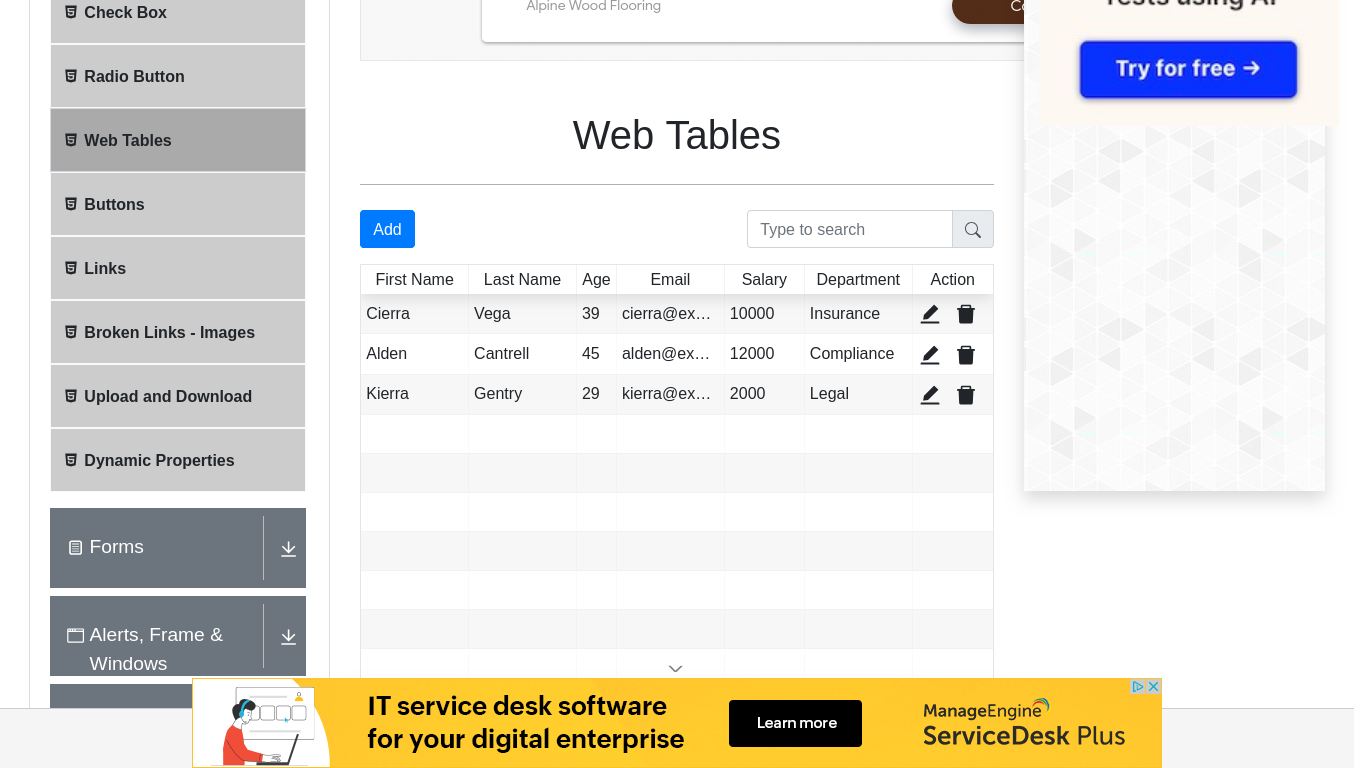 Check Box
Radio Button
Web Tables
Buttons
Links
Broken Links - Images
Upload and Download
Dynamic Properties
Forms
Alerts, Frame &
Windows
Alpine Wood Flooring
Try for free →
Web Tables
Add
Type to search
First Name Last Name Age Email Salary Department Action
Cierra Vega 39 cierra@ex… 10000 Insurance
Alden Cantrell 45 alden@ex… 12000 Compliance
Kierra Gentry 29 kierra@ex… 2000 Legal
IT service desk software
for your digital enterprise
Learn more
ManageEngine
ServiceDesk Plus